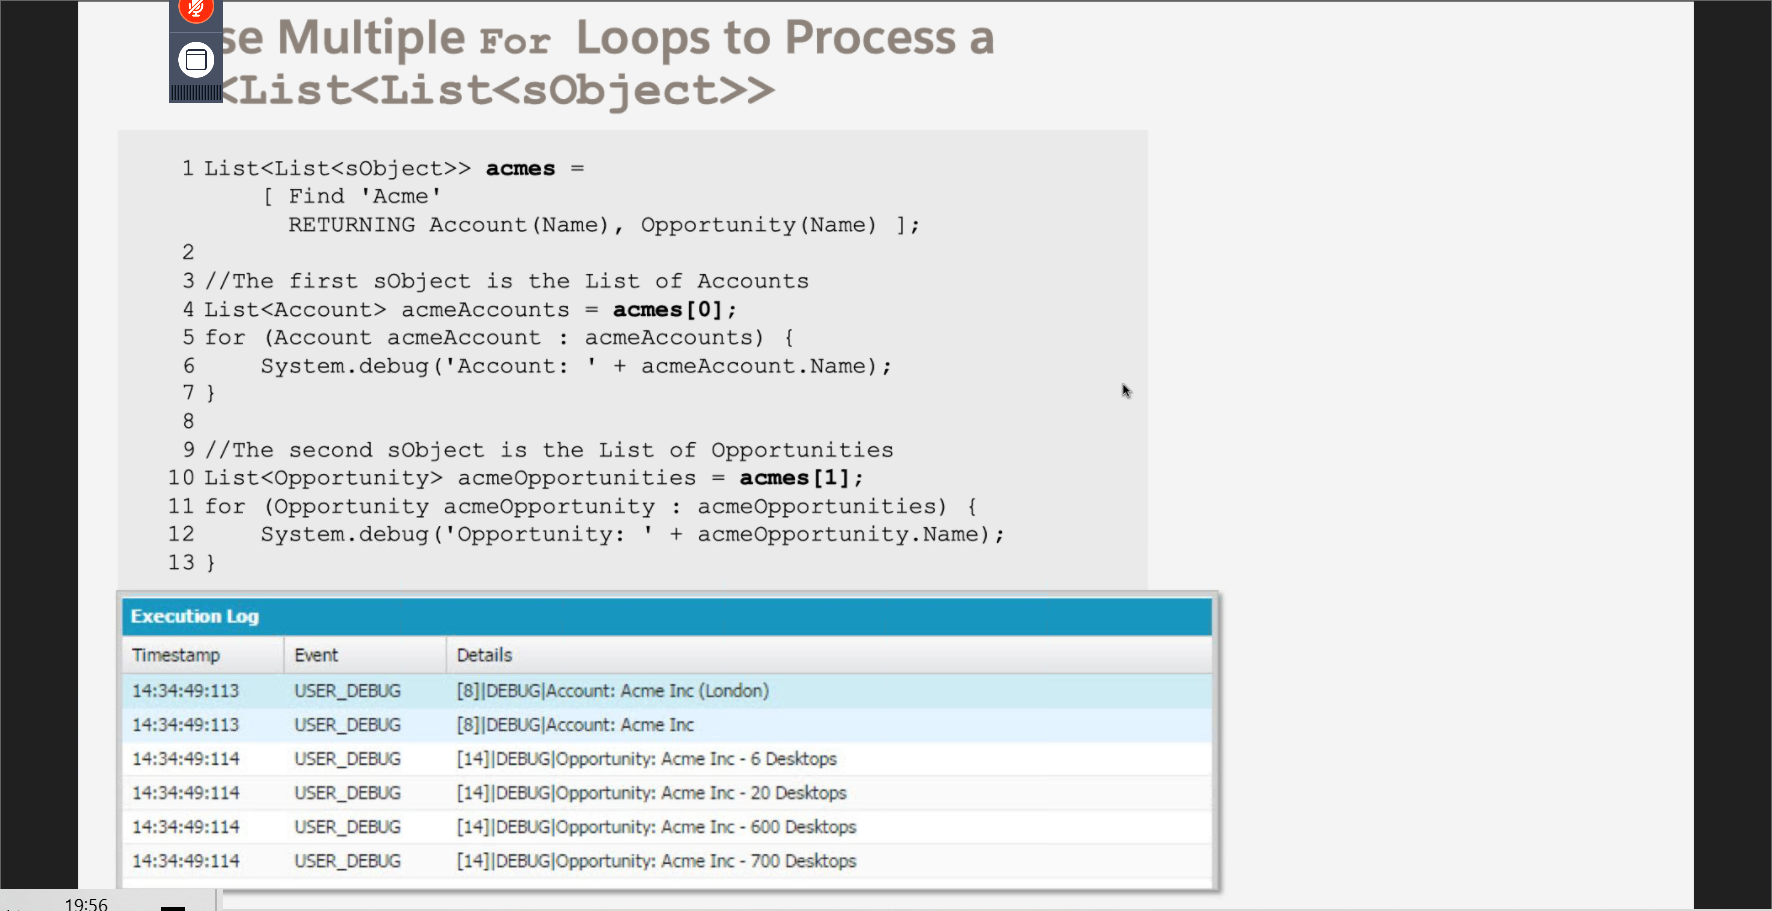 se Multiple For Loops to Process a
<List<List<sObject>>
1 List<List<sObject>> acmes =
[ Find 'Acme'
RETURNING Account(Name), Opportunity(Name) ];
2
3 //The first sObject is the List of Accounts
4 List<Account> acmeAccounts = acmes[0];
5 for (Account acmeAccount : acmeAccounts) {
6 System.debug('Account: ' + acmeAccount.Name);
7 }
8
9 //The second sObject is the List of Opportunities
10 List<Opportunity> acmeOpportunities = acmes[1];
11 for (Opportunity acmeOpportunity : acmeOpportunities) {
12 System.debug('Opportunity: ' + acmeOpportunity.Name);
13 }
Execution Log
Timestamp Event Details
14:34:49:113 USER_DEBUG [8]|DEBUG|Account: Acme Inc (London)
14:34:49:113 USER_DEBUG [8]|DEBUG|Account: Acme Inc
14:34:49:114 USER_DEBUG [14]|DEBUG|Opportunity: Acme Inc - 6 Desktops
14:34:49:114 USER_DEBUG [14]|DEBUG|Opportunity: Acme Inc - 20 Desktops
14:34:49:114 USER_DEBUG [14]|DEBUG|Opportunity: Acme Inc - 600 Desktops
14:34:49:114 USER_DEBUG [14]|DEBUG|Opportunity: Acme Inc - 700 Desktops
19:56